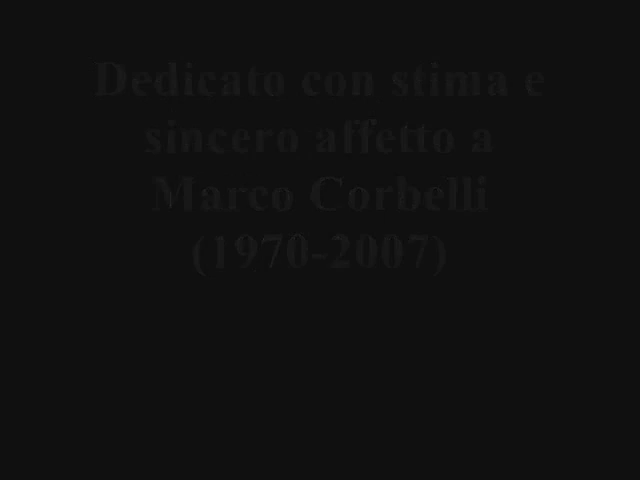 Dedicato con stima e
sincero affetto a
Marco Corbelli
(1970-2007)